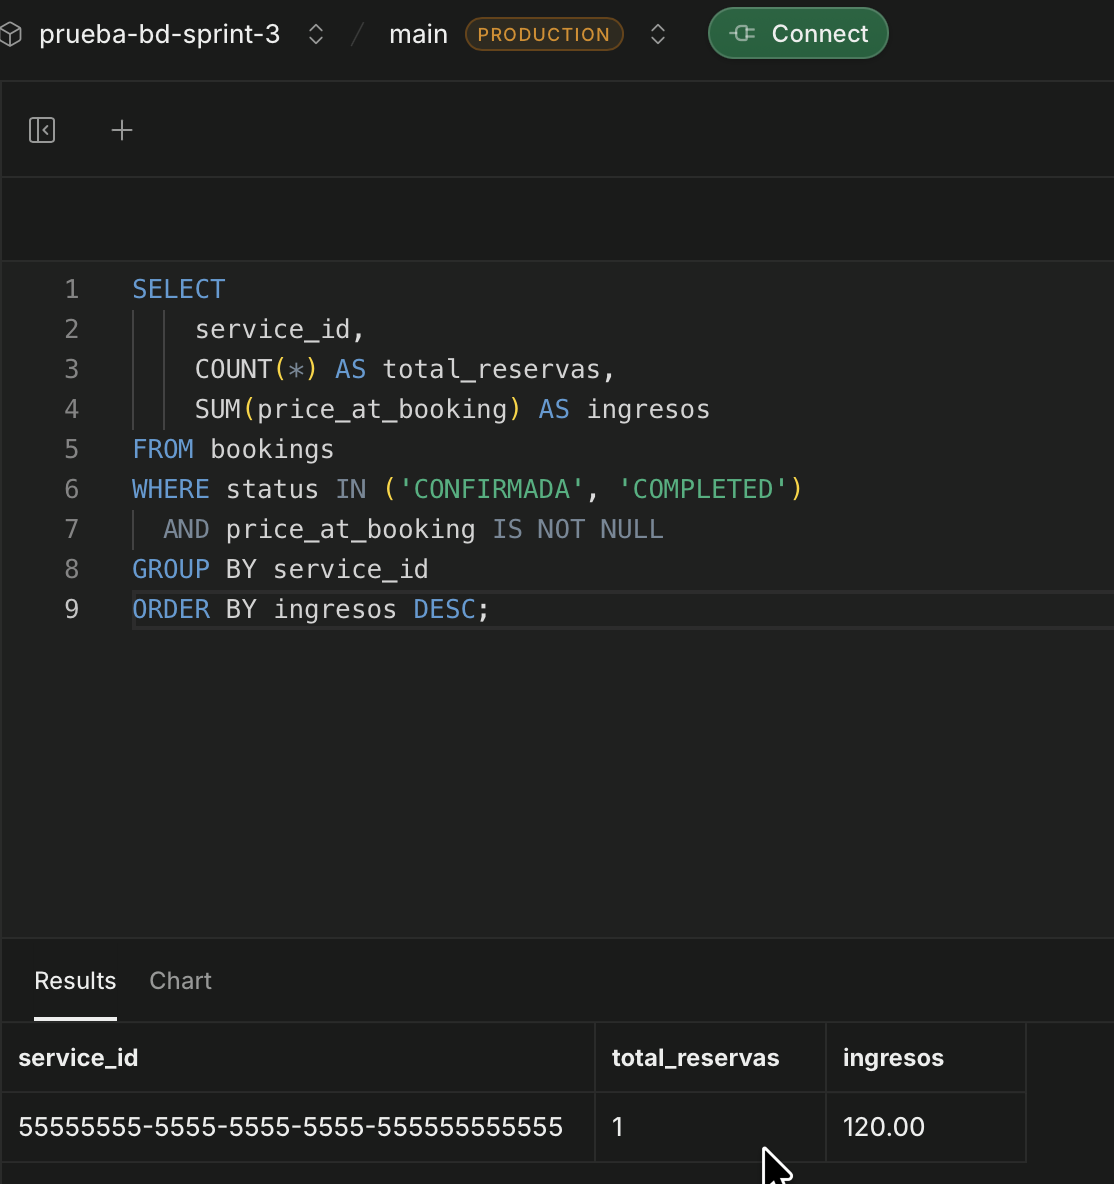 prueba-bd-sprint-3 / main PRODUCTION Connect
1 SELECT
2 service_id,
3 COUNT(*) AS total_reservas,
4 SUM(price_at_booking) AS ingresos
5 FROM bookings
6 WHERE status IN ('CONFIRMADA', 'COMPLETED')
7 AND price_at_booking IS NOT NULL
8 GROUP BY service_id
9 ORDER BY ingresos DESC;
Results Chart
service_id total_reservas ingresos
55555555-5555-5555-5555-555555555555 1 120.00